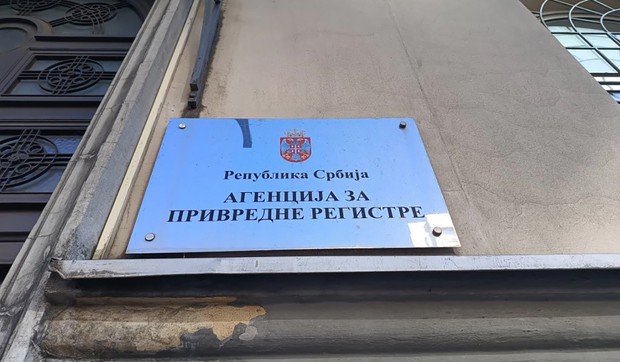 Република Србија
АГЕНЦИЈА ЗА
ПРИВРЕДНЕ РЕГИСТРЕ